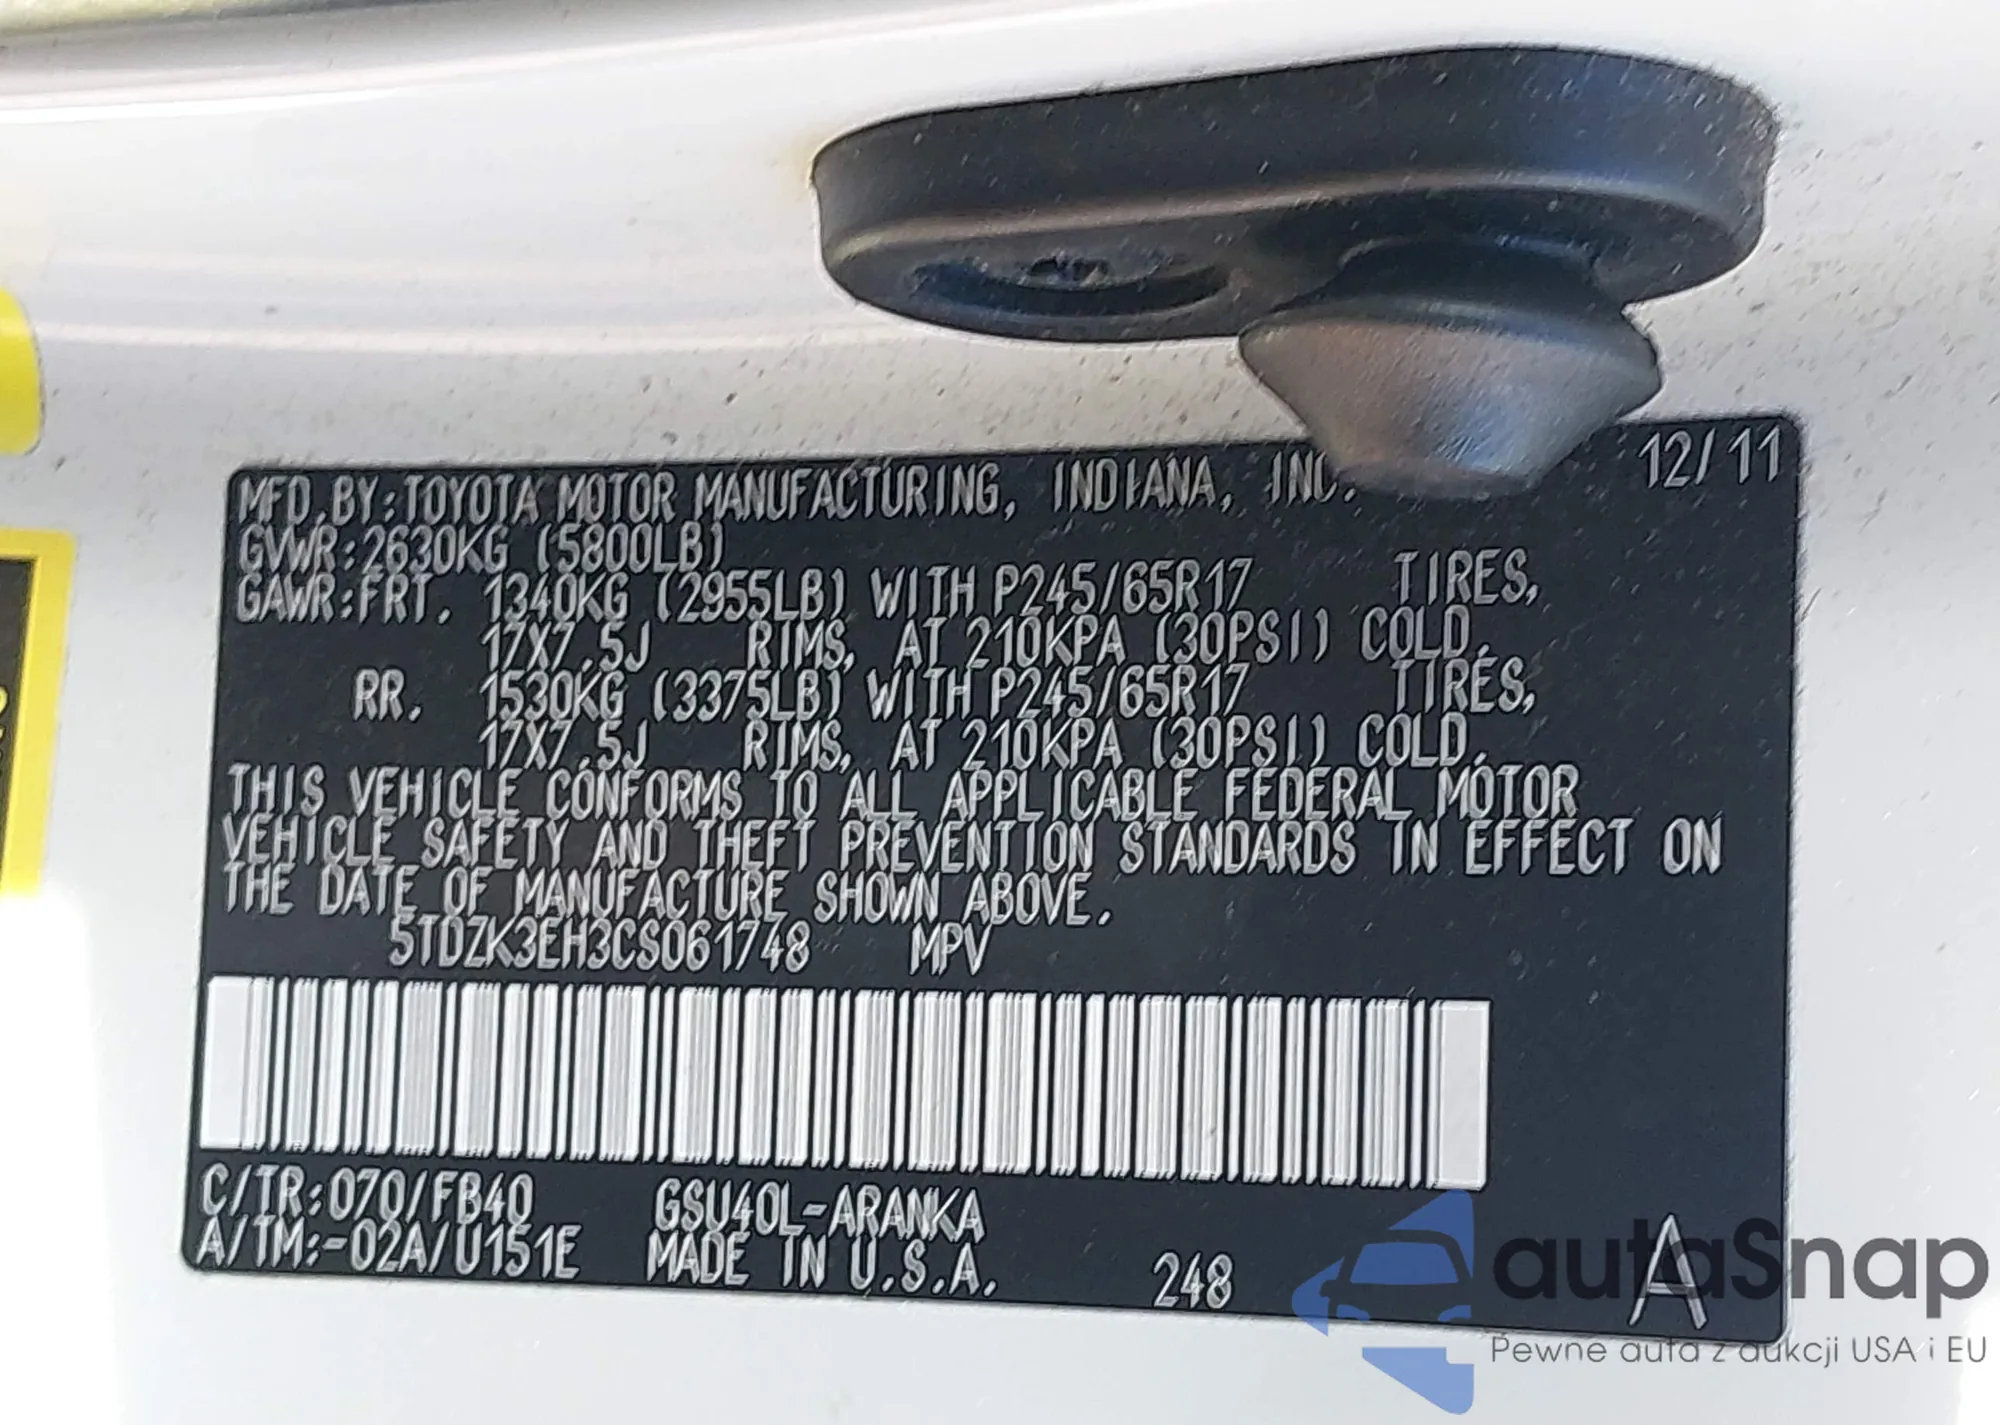 12/11
MFD.BY:TOYOTA MOTOR MANUFACTURING, INDIANA, INC.
GVWR:2630KG (5800LB)
GAWR:FRT. 1340KG (2955LB) WITH P245/65R17 TIRES,
17X7.5J RIMS, AT 210KPA (30PSI) COLD.
RR. 1530KG (3375LB) WITH P245/65R17 TIRES,
17X7.5J RIMS, AT 210KPA (30PSI) COLD.
THIS VEHICLE CONFORMS TO ALL APPLICABLE FEDERAL MOTOR
VEHICLE SAFETY AND THEFT PREVENTION STANDARDS IN EFFECT ON
THE DATE OF MANUFACTURE SHOWN ABOVE.
5TDZK3EH3CS061748 MPV
C/TR:070/FB40 GSU40L-ARANKA
A/TM:-02A/U151E MADE IN U.S.A. 248 A
autaSnap
Pewne auta z aukcji USA i EU